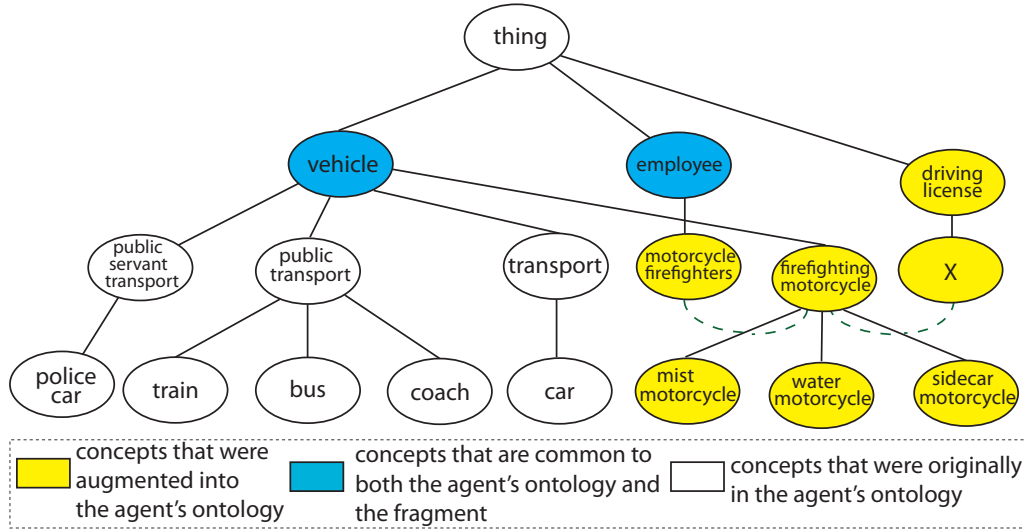 thing
vehicle
employee
driving
license
public
servant
transport
public
transport
transport
motorcycle
firefighters
firefighting
motorcycle
X
police
car
train
bus
coach
car
mist
motorcycle
water
motorcycle
sidecar
motorcycle
concepts that were
augmented into
the agent's ontology
concepts that are common to
both the agent's ontology and
the fragment
concepts that were originally
in the agent's ontology